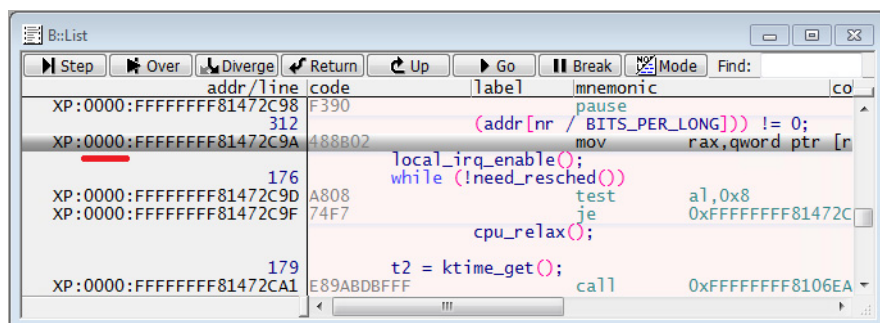 B::List
Step Over Diverge Return Up Go Break Mode Find:
addr/line code label mnemonic co
XP:0000:FFFFFFFF81472C98 F390 pause
312 (addr[nr / BITS_PER_LONG])) != 0;
XP:0000:FFFFFFFF81472C9A 488B02 mov rax,qword ptr [r
local_irq_enable();
176 while (!need_resched())
XP:0000:FFFFFFFF81472C9D A808 test al,0x8
XP:0000:FFFFFFFF81472C9F 74F7 je 0xFFFFFFFF81472C
cpu_relax();
179 t2 = ktime_get();
XP:0000:FFFFFFFF81472CA1 E89ABDBFFF call 0xFFFFFFFF8106EA